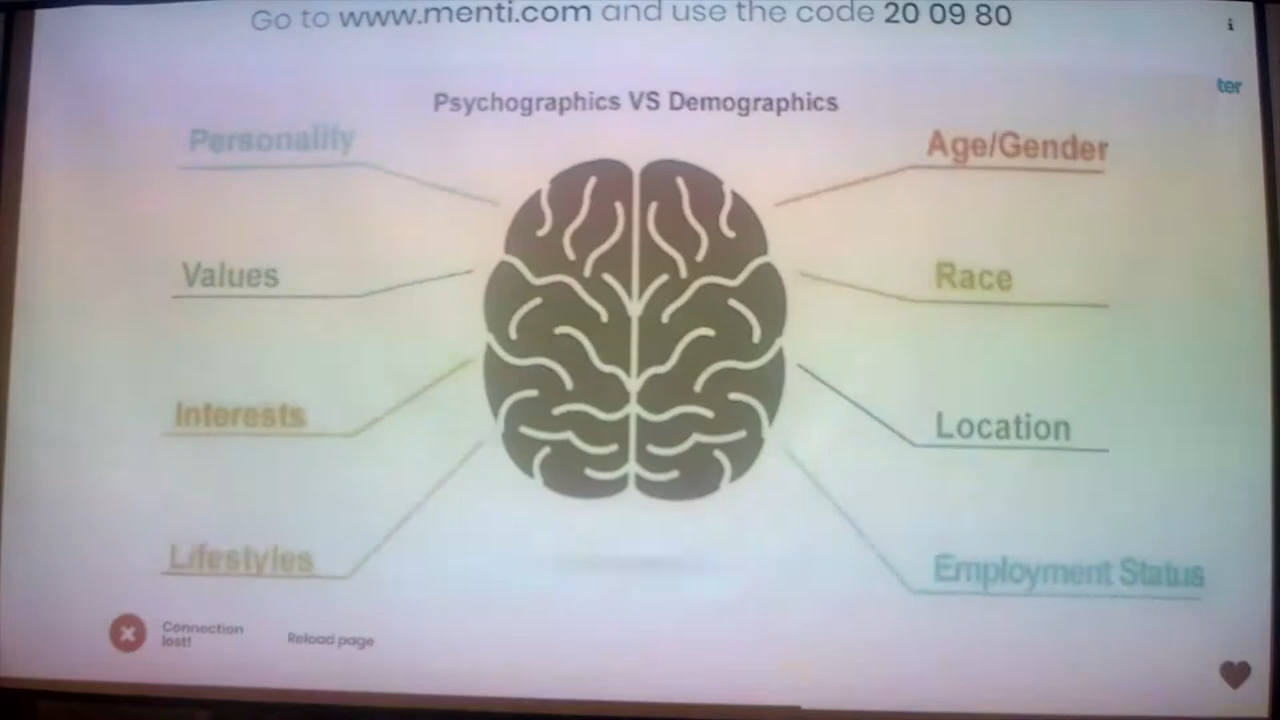 Go to www.menti.com and use the code 20 09 80
i
ter
Psychographics VS Demographics
Personality
Age/Gender
Values
Race
Interests
Location
Lifestyles
Employment Status
Connection
lost!
Reload page